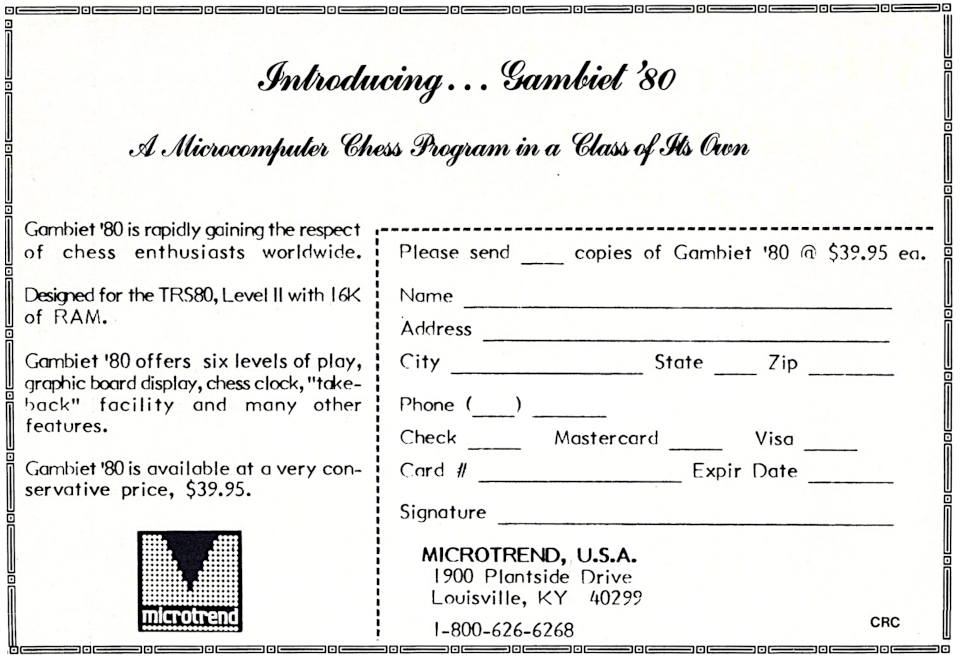 Introducing... Gambiet '80
A Microcomputer Chess Program in a Class of Its Own
Gambiet '80 is rapidly gaining the respect
of chess enthusiasts worldwide.
Designed for the TRS80, Level II with 16K
of RAM.
Gambiet '80 offers six levels of play,
graphic board display, chess clock, "take-
back" facility and many other
features.
Gambiet '80 is available at a very con-
servative price, $39.95.
microtrend
Please send ____ copies of Gambiet '80 @ $39.95 ea.
Name
Address
City State Zip
Phone ( )
Check Mastercard Visa
Card # Expir Date
Signature
MICROTREND, U.S.A.
1900 Plantside Drive
Louisville, KY 40299
1-800-626-6268
CRC